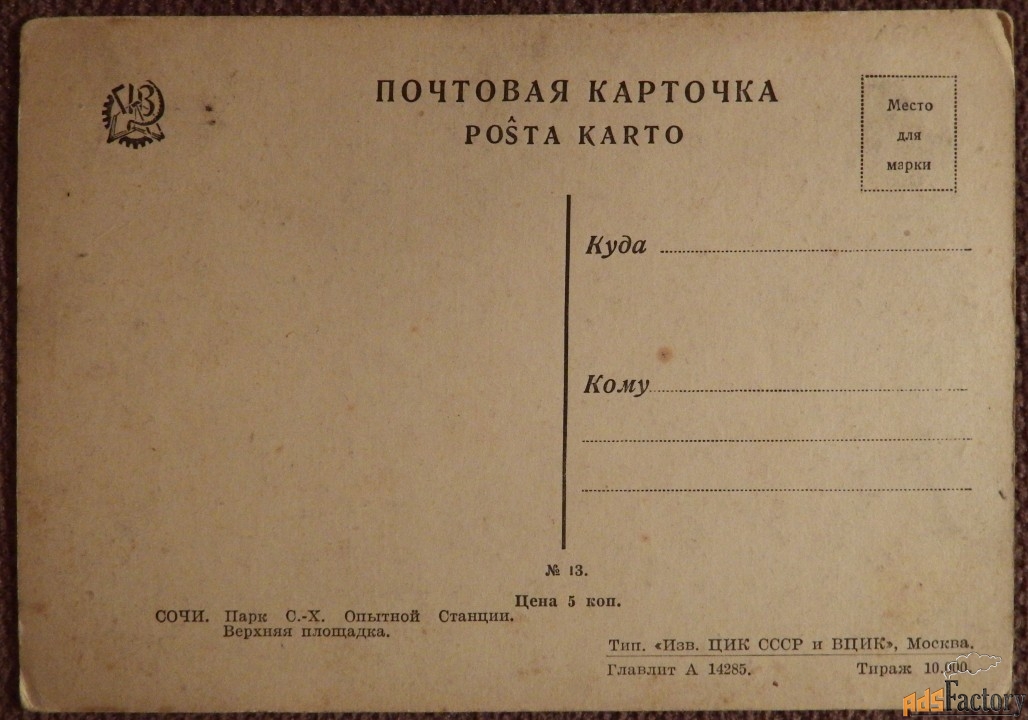 ПОЧТОВАЯ КАРТОЧКА
POŜTA KARTO
Место
для
марки
Куда
Кому
№ 13.
Цена 5 коп.
СОЧИ. Парк С.-Х. Опытной Станции.
Верхняя площадка.
Тип. «Изв. ЦИК СССР и ВЦИК», Москва.
Главлит А 14285. Тираж 10.000.
AdsFactory